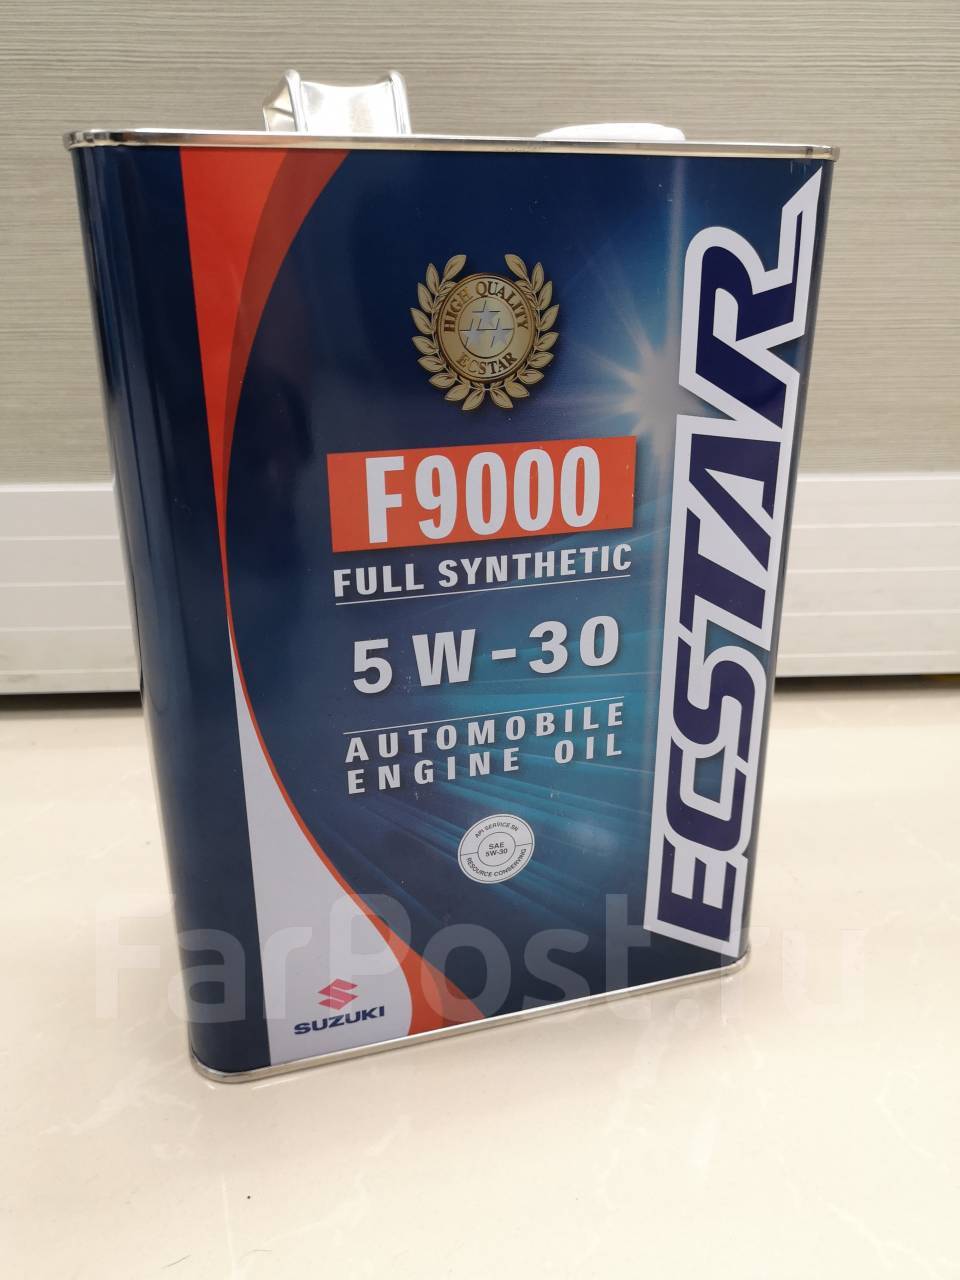 HIGH QUALITY
ECSTAR
F9000
FULL SYNTHETIC
5W-30
AUTOMOBILE
ENGINE OIL
API SERVICE SN
SAE
5W-30
RESOURCE CONSERVING
SUZUKI
ECSTAR
FarPost.ru